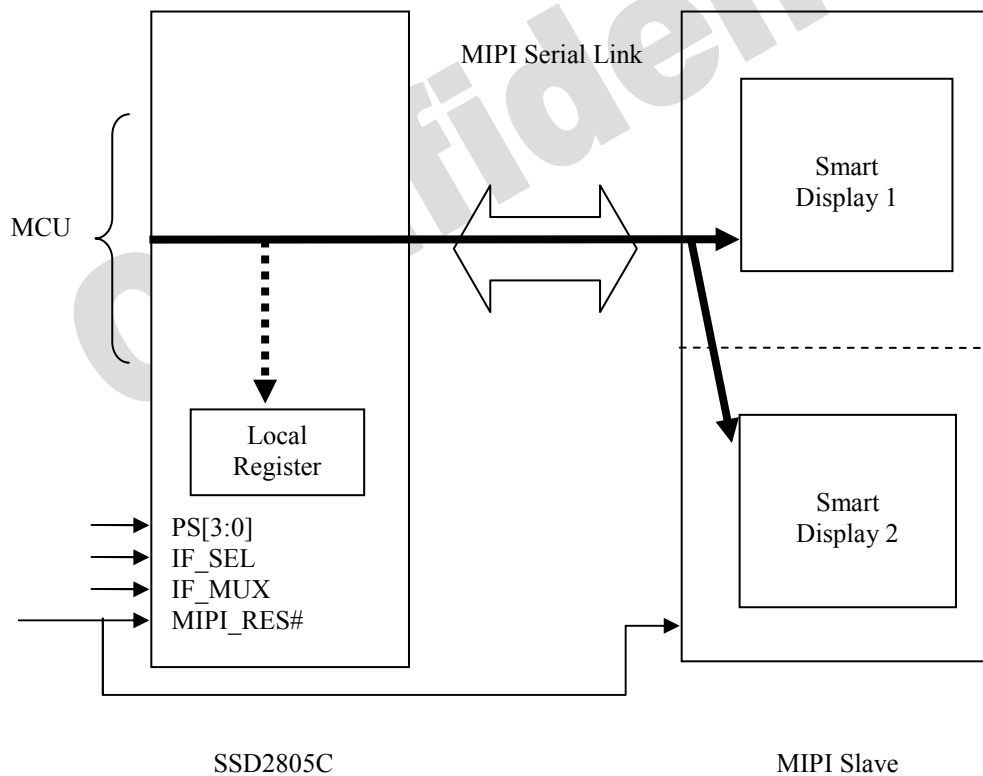 MIPI Serial Link
Smart
Display 1
MCU
Local
Register
Smart
Display 2
PS[3:0]
IF_SEL
IF_MUX
MIPI_RES#
SSD2805C
MIPI Slave